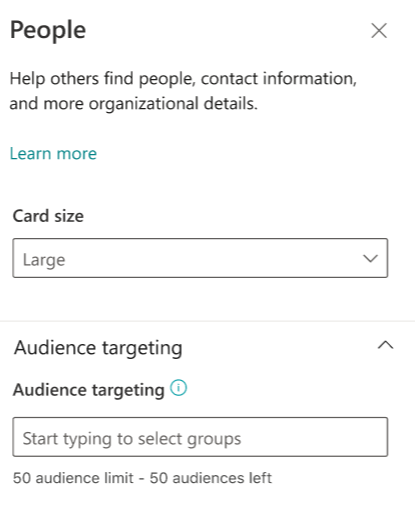 People
Help others find people, contact information,
and more organizational details.
Learn more
Card size
Large
Audience targeting
Audience targeting
Start typing to select groups
50 audience limit - 50 audiences left